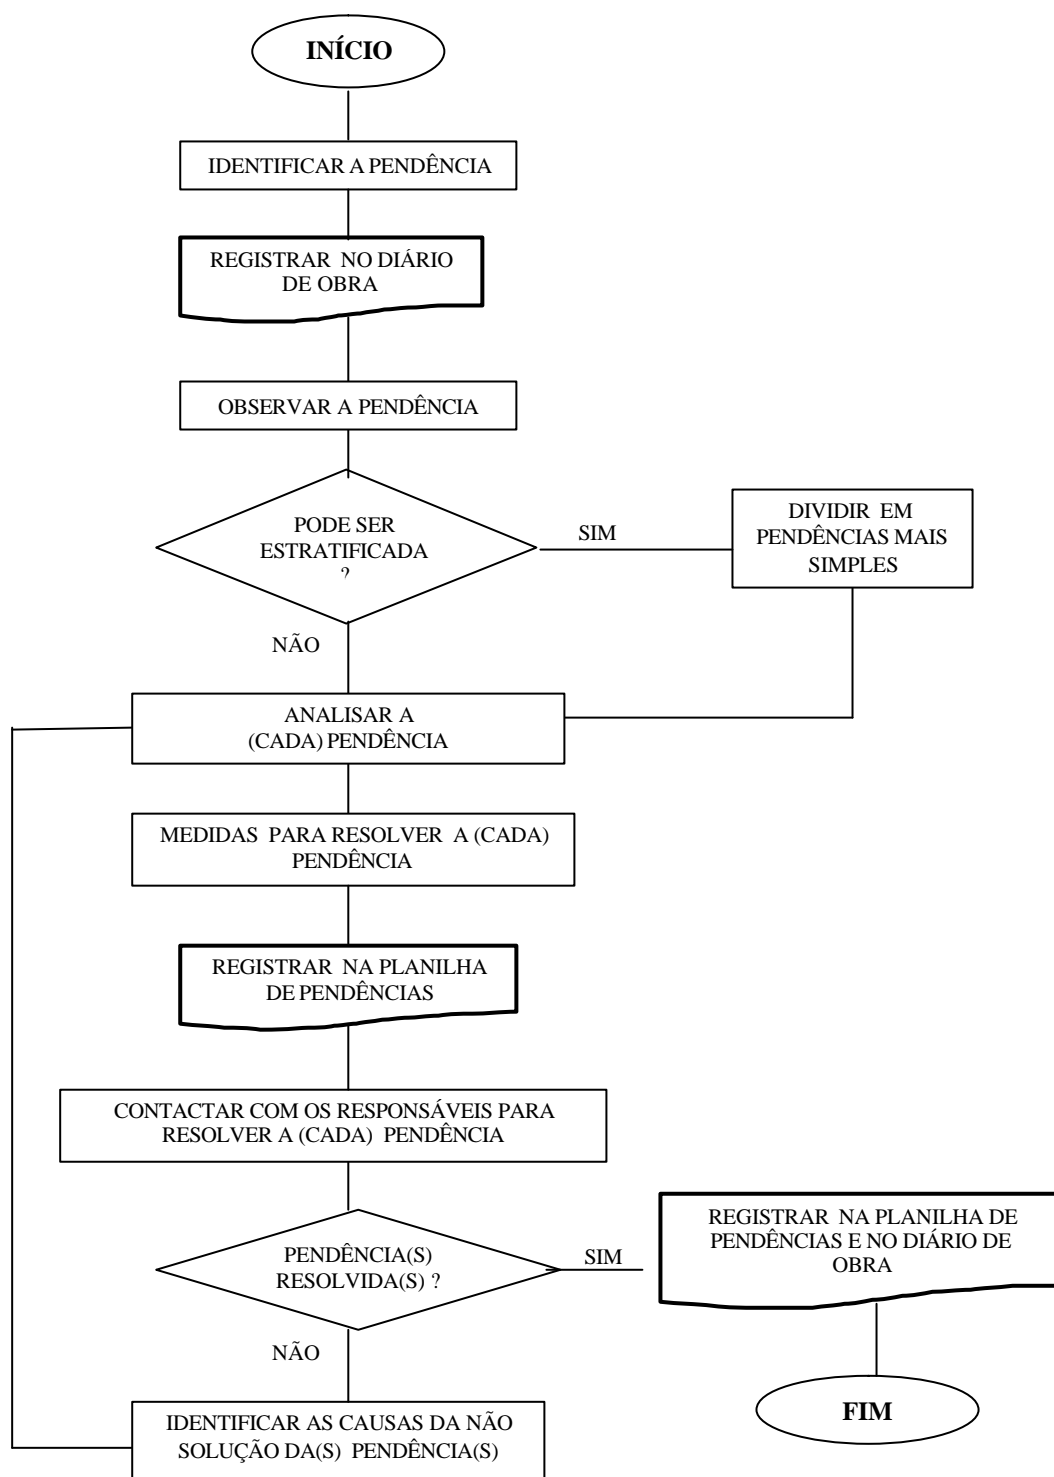 INÍCIO
IDENTIFICAR A PENDÊNCIA
REGISTRAR NO DIÁRIO
DE OBRA
OBSERVAR A PENDÊNCIA
PODE SER
ESTRATIFICADA
?
SIM
DIVIDIR EM
PENDÊNCIAS MAIS
SIMPLES
NÃO
ANALISAR A
(CADA) PENDÊNCIA
MEDIDAS PARA RESOLVER A (CADA)
PENDÊNCIA
REGISTRAR NA PLANILHA
DE PENDÊNCIAS
CONTACTAR COM OS RESPONSÁVEIS PARA
RESOLVER A (CADA) PENDÊNCIA
PENDÊNCIA(S)
RESOLVIDA(S) ?
SIM
REGISTRAR NA PLANILHA DE
PENDÊNCIAS E NO DIÁRIO DE
OBRA
NÃO
IDENTIFICAR AS CAUSAS DA NÃO
SOLUÇÃO DA(S) PENDÊNCIA(S)
FIM